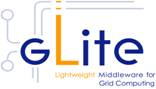 gLite
Lightweight Middleware for
Grid Computing